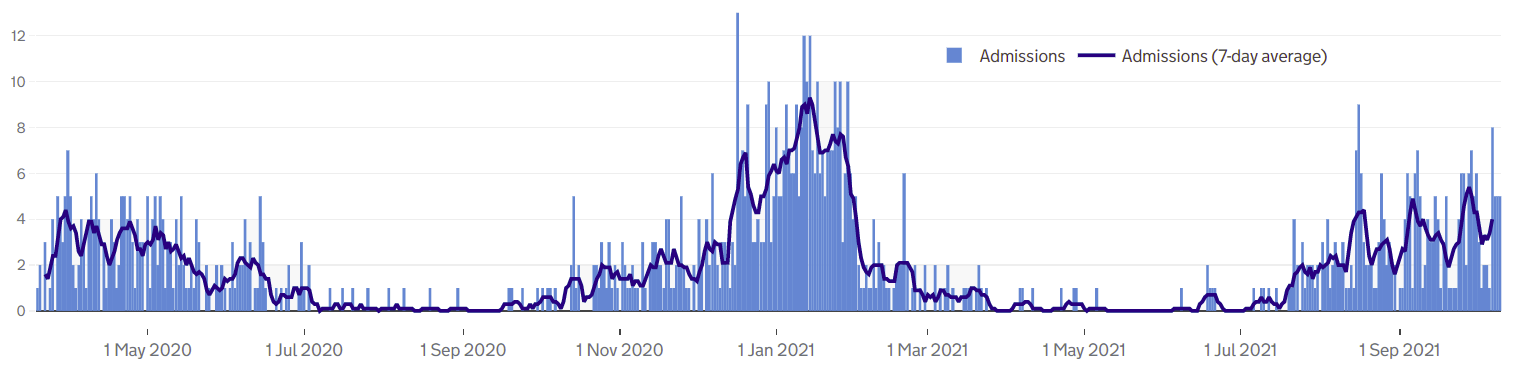 12
Admissions
Admissions (7-day average)
10
8
6
4
2
0
1 May 2020
1 Jul 2020
1 Sep 2020
1 Nov 2020
1 Jan 2021
1 Mar 2021
1 May 2021
1 Jul 2021
1 Sep 2021